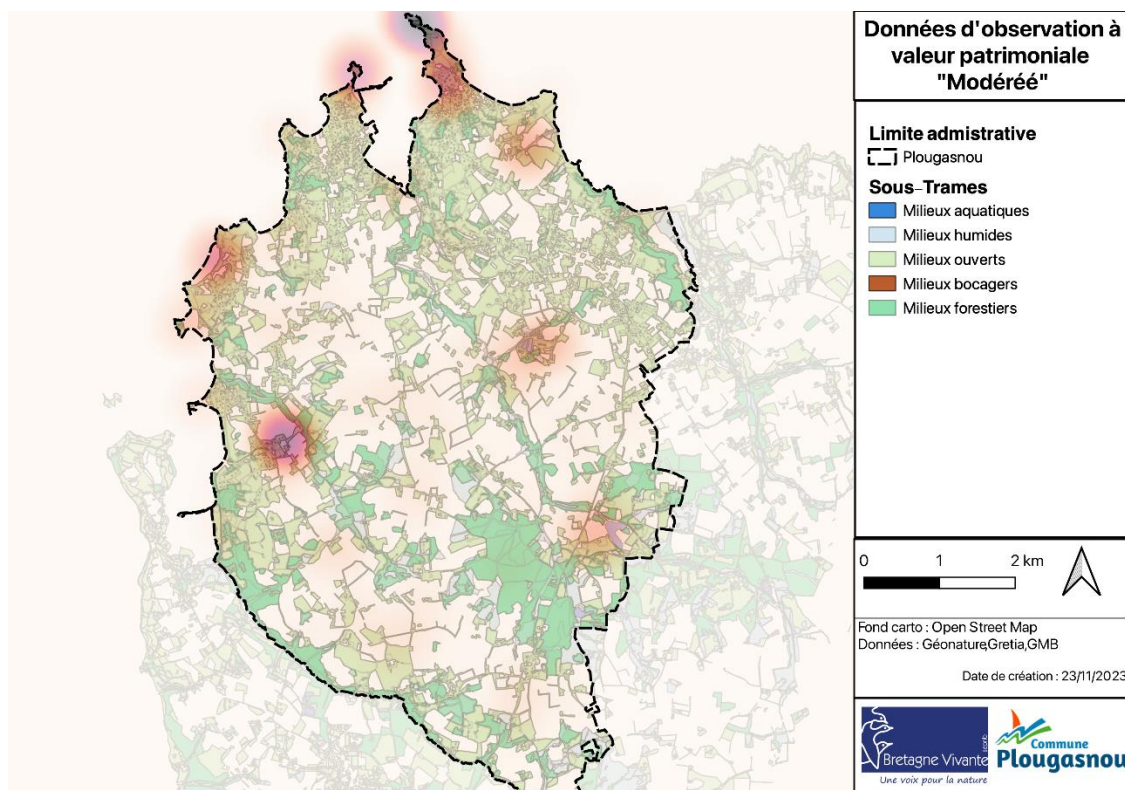 Données d'observation à
valeur patrimoniale
"Modéréé"
Limite admistrative
Plougasnou
Sous-Trames
Milieux aquatiques
Milieux humides
Milieux ouverts
Milieux bocagers
Milieux forestiers
0 1 2 km
Fond carto : Open Street Map
Données : Géonature,Gretia,GMB
Date de création : 23/11/2023
Bretagne Vivante
Une voix pour la nature
Commune
Plougasnou